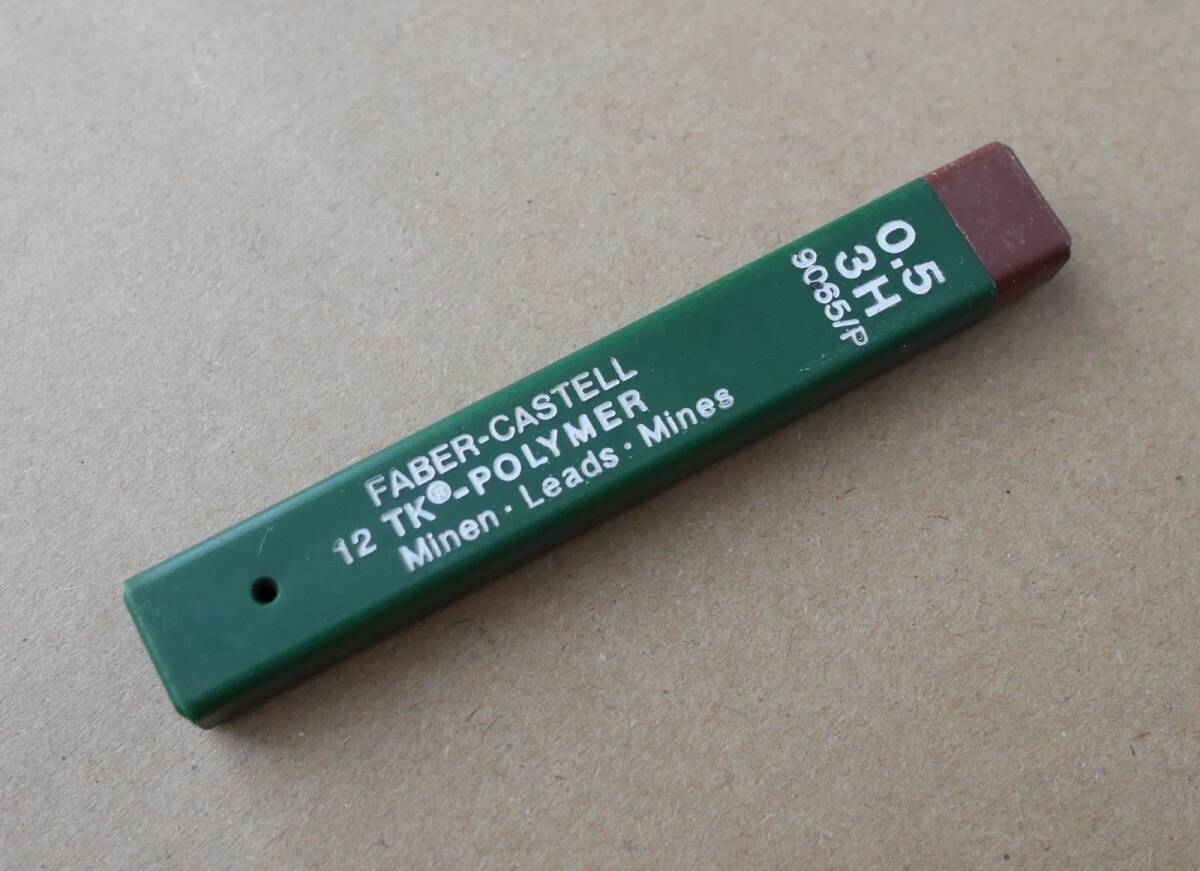 FABER-CASTELL
12 TK®-POLYMER
Minen · Leads · Mines
0.5
3H
9065/P